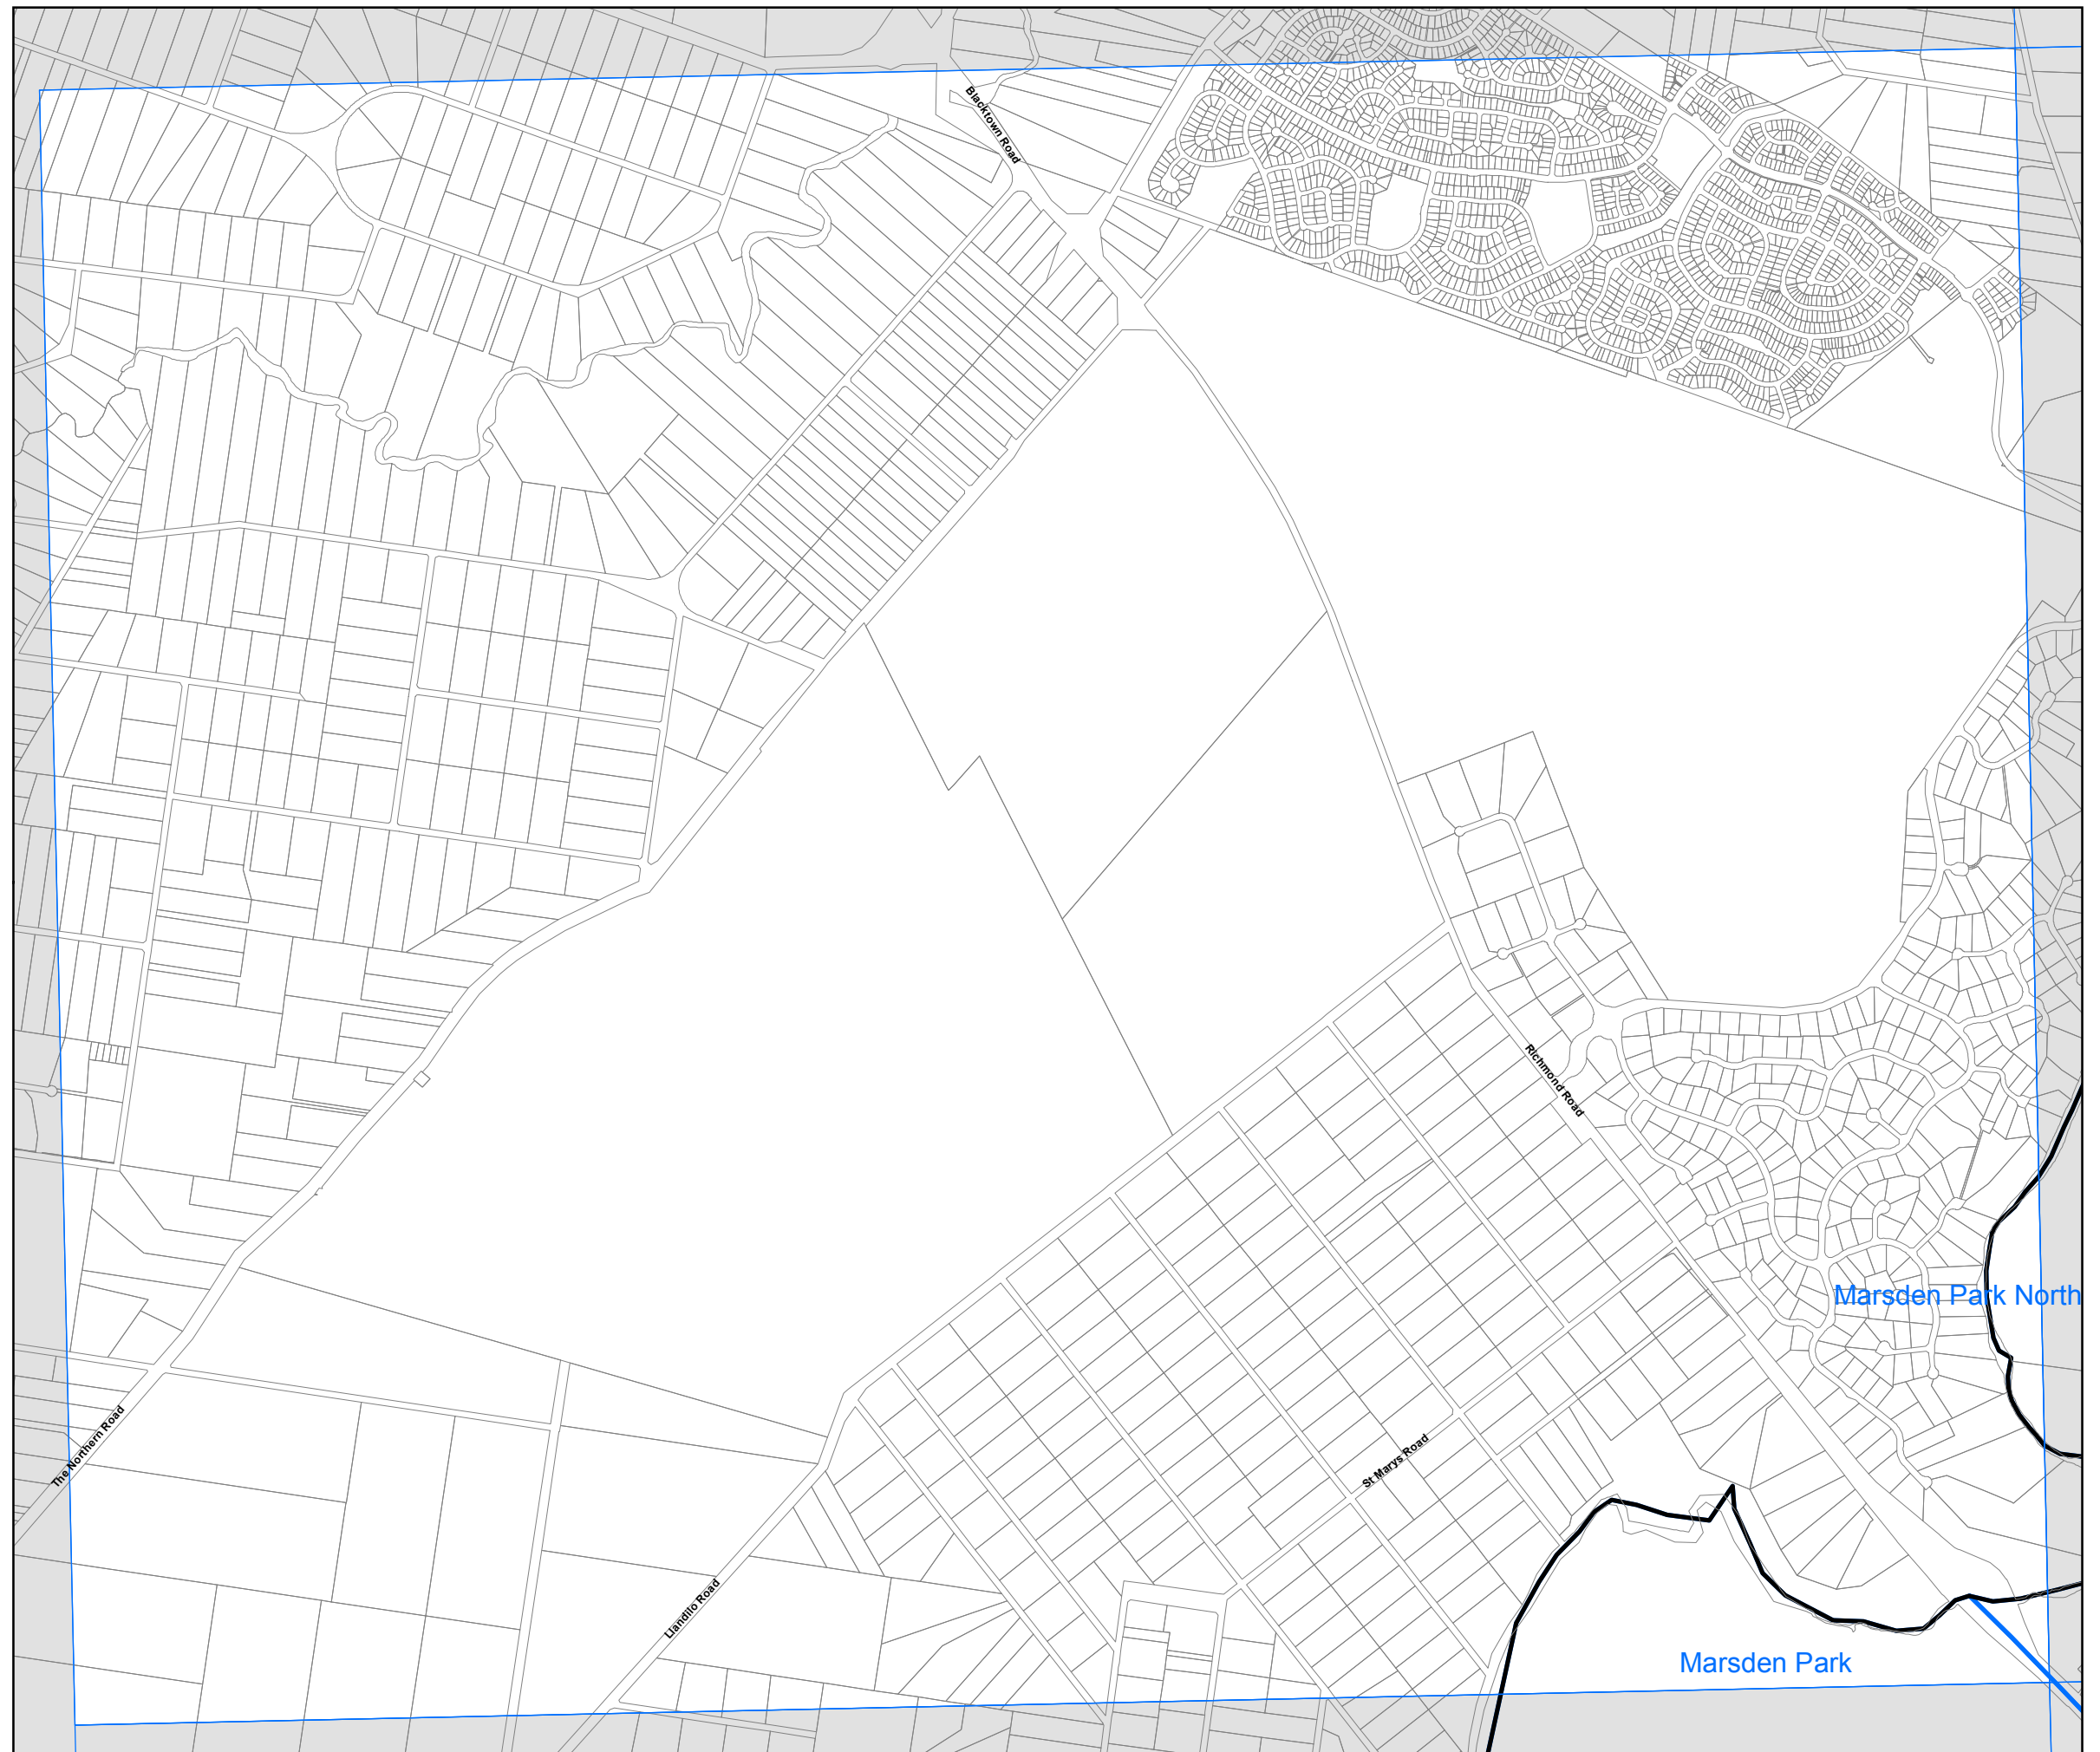 Blacktown Road
Richmond Road
Marsden Park North
The Northern Road
St Marys Road
Llandilo Road
Marsden Park